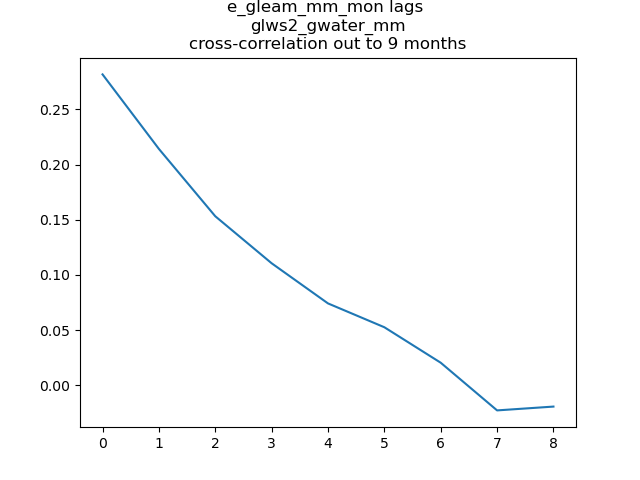 e_gleam_mm_mon lags
glws2_gwater_mm
cross-correlation out to 9 months
0.25
0.20
0.15
0.10
0.05
0.00
0 1 2 3 4 5 6 7 8